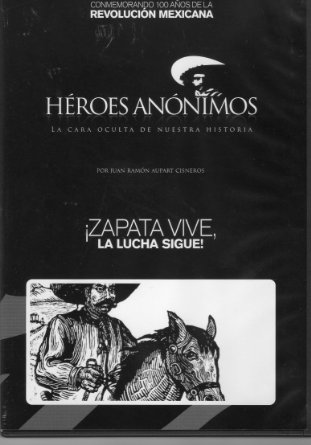 CONMEMORANDO 100 AÑOS DE LA
REVOLUCIÓN MEXICANA
HÉROES ANÓNIMOS
LA CARA OCULTA DE NUESTRA HISTORIA
POR JUAN RAMÓN AUPART CISNEROS
¡ZAPATA VIVE,
LA LUCHA SIGUE!